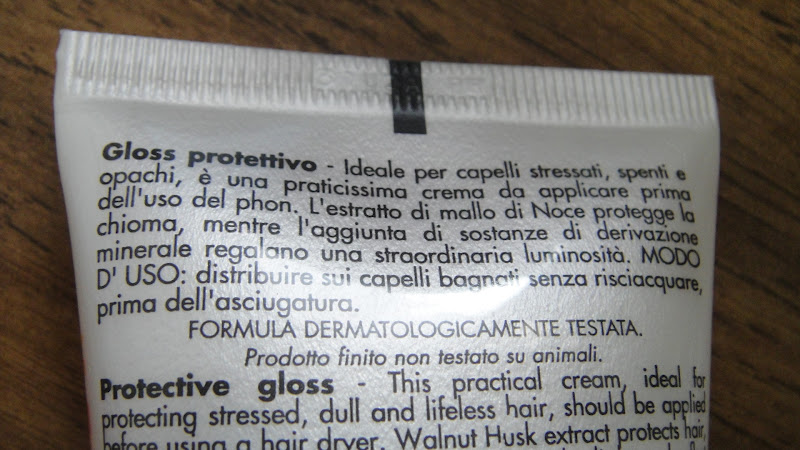 Gloss protettivo - Ideale per capelli stressati, spenti e
opachi, è una praticissima crema da applicare prima
dell'uso del phon. L'estratto di mallo di Noce protegge la
chioma, mentre l'aggiunta di sostanze di derivazione
minerale regalano una straordinaria luminosità. MODO
D' USO: distribuire sui capelli bagnati senza risciacquare,
prima dell'asciugatura.
FORMULA DERMATOLOGICAMENTE TESTATA.
Prodotto finito non testato su animali.
Protective gloss - This practical cream, ideal for
protecting stressed, dull and lifeless hair, should be applied
before using a hair dryer. Walnut Husk extract protects hair,